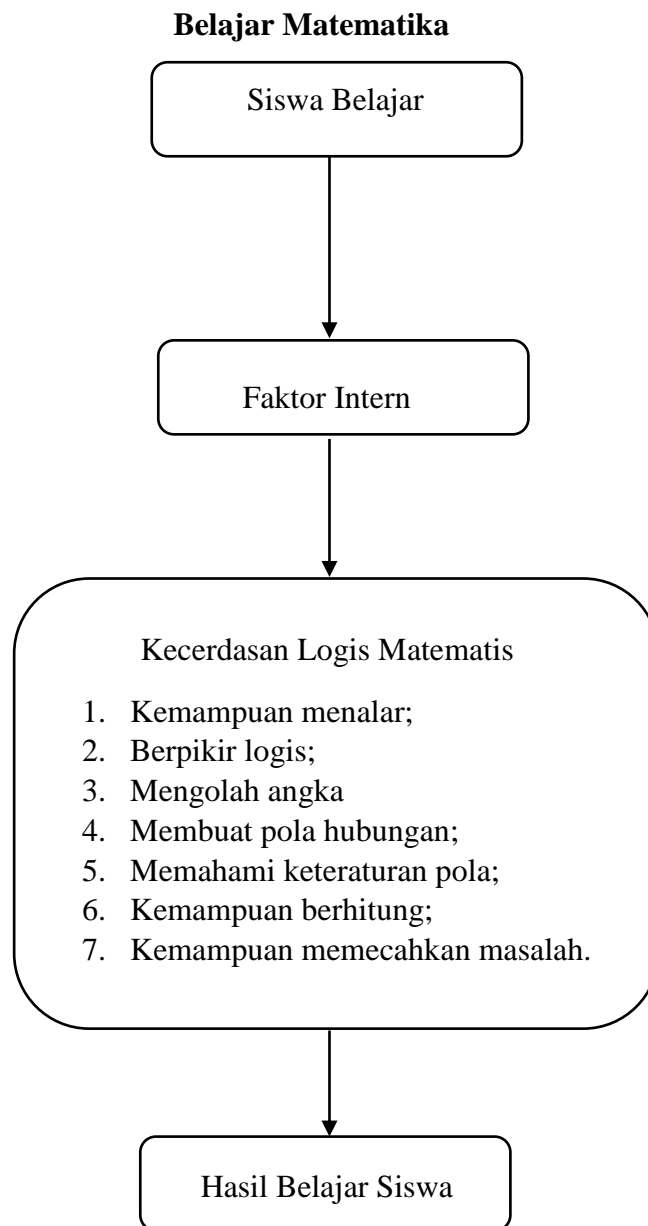 Belajar Matematika
Siswa Belajar
Faktor Intern
Kecerdasan Logis Matematis
1. Kemampuan menalar;
2. Berpikir logis;
3. Mengolah angka
4. Membuat pola hubungan;
5. Memahami keteraturan pola;
6. Kemampuan berhitung;
7. Kemampuan memecahkan masalah.
Hasil Belajar Siswa